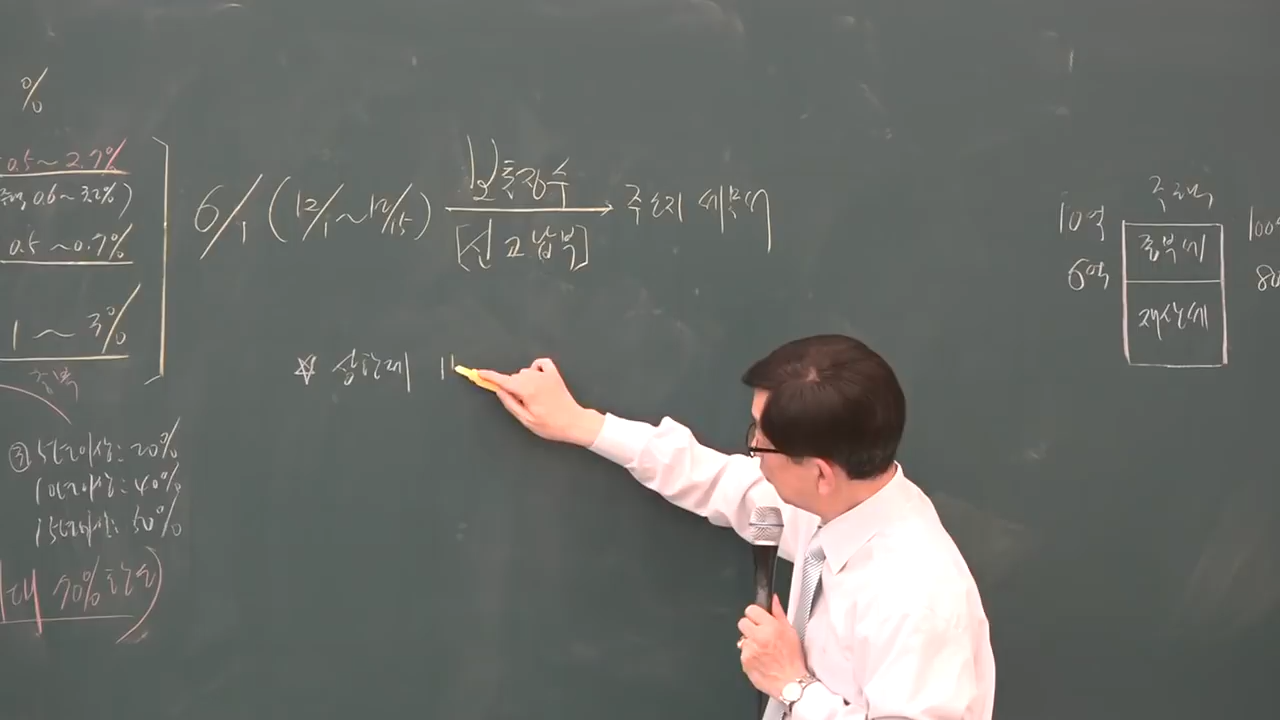 %
0.5~2.7%
0.6~3.2%)
0.5~0.7%
1~3%
중복
③ 5년이상: 20%
10년이상: 40%
15년이상: 50%
70% 한도)
6/1 (12/1~12/15) 보통징수 주소지 세무서
[신고납부]
☆ 상한제 11
주택
10억 종부세 100
6억 재산세 80